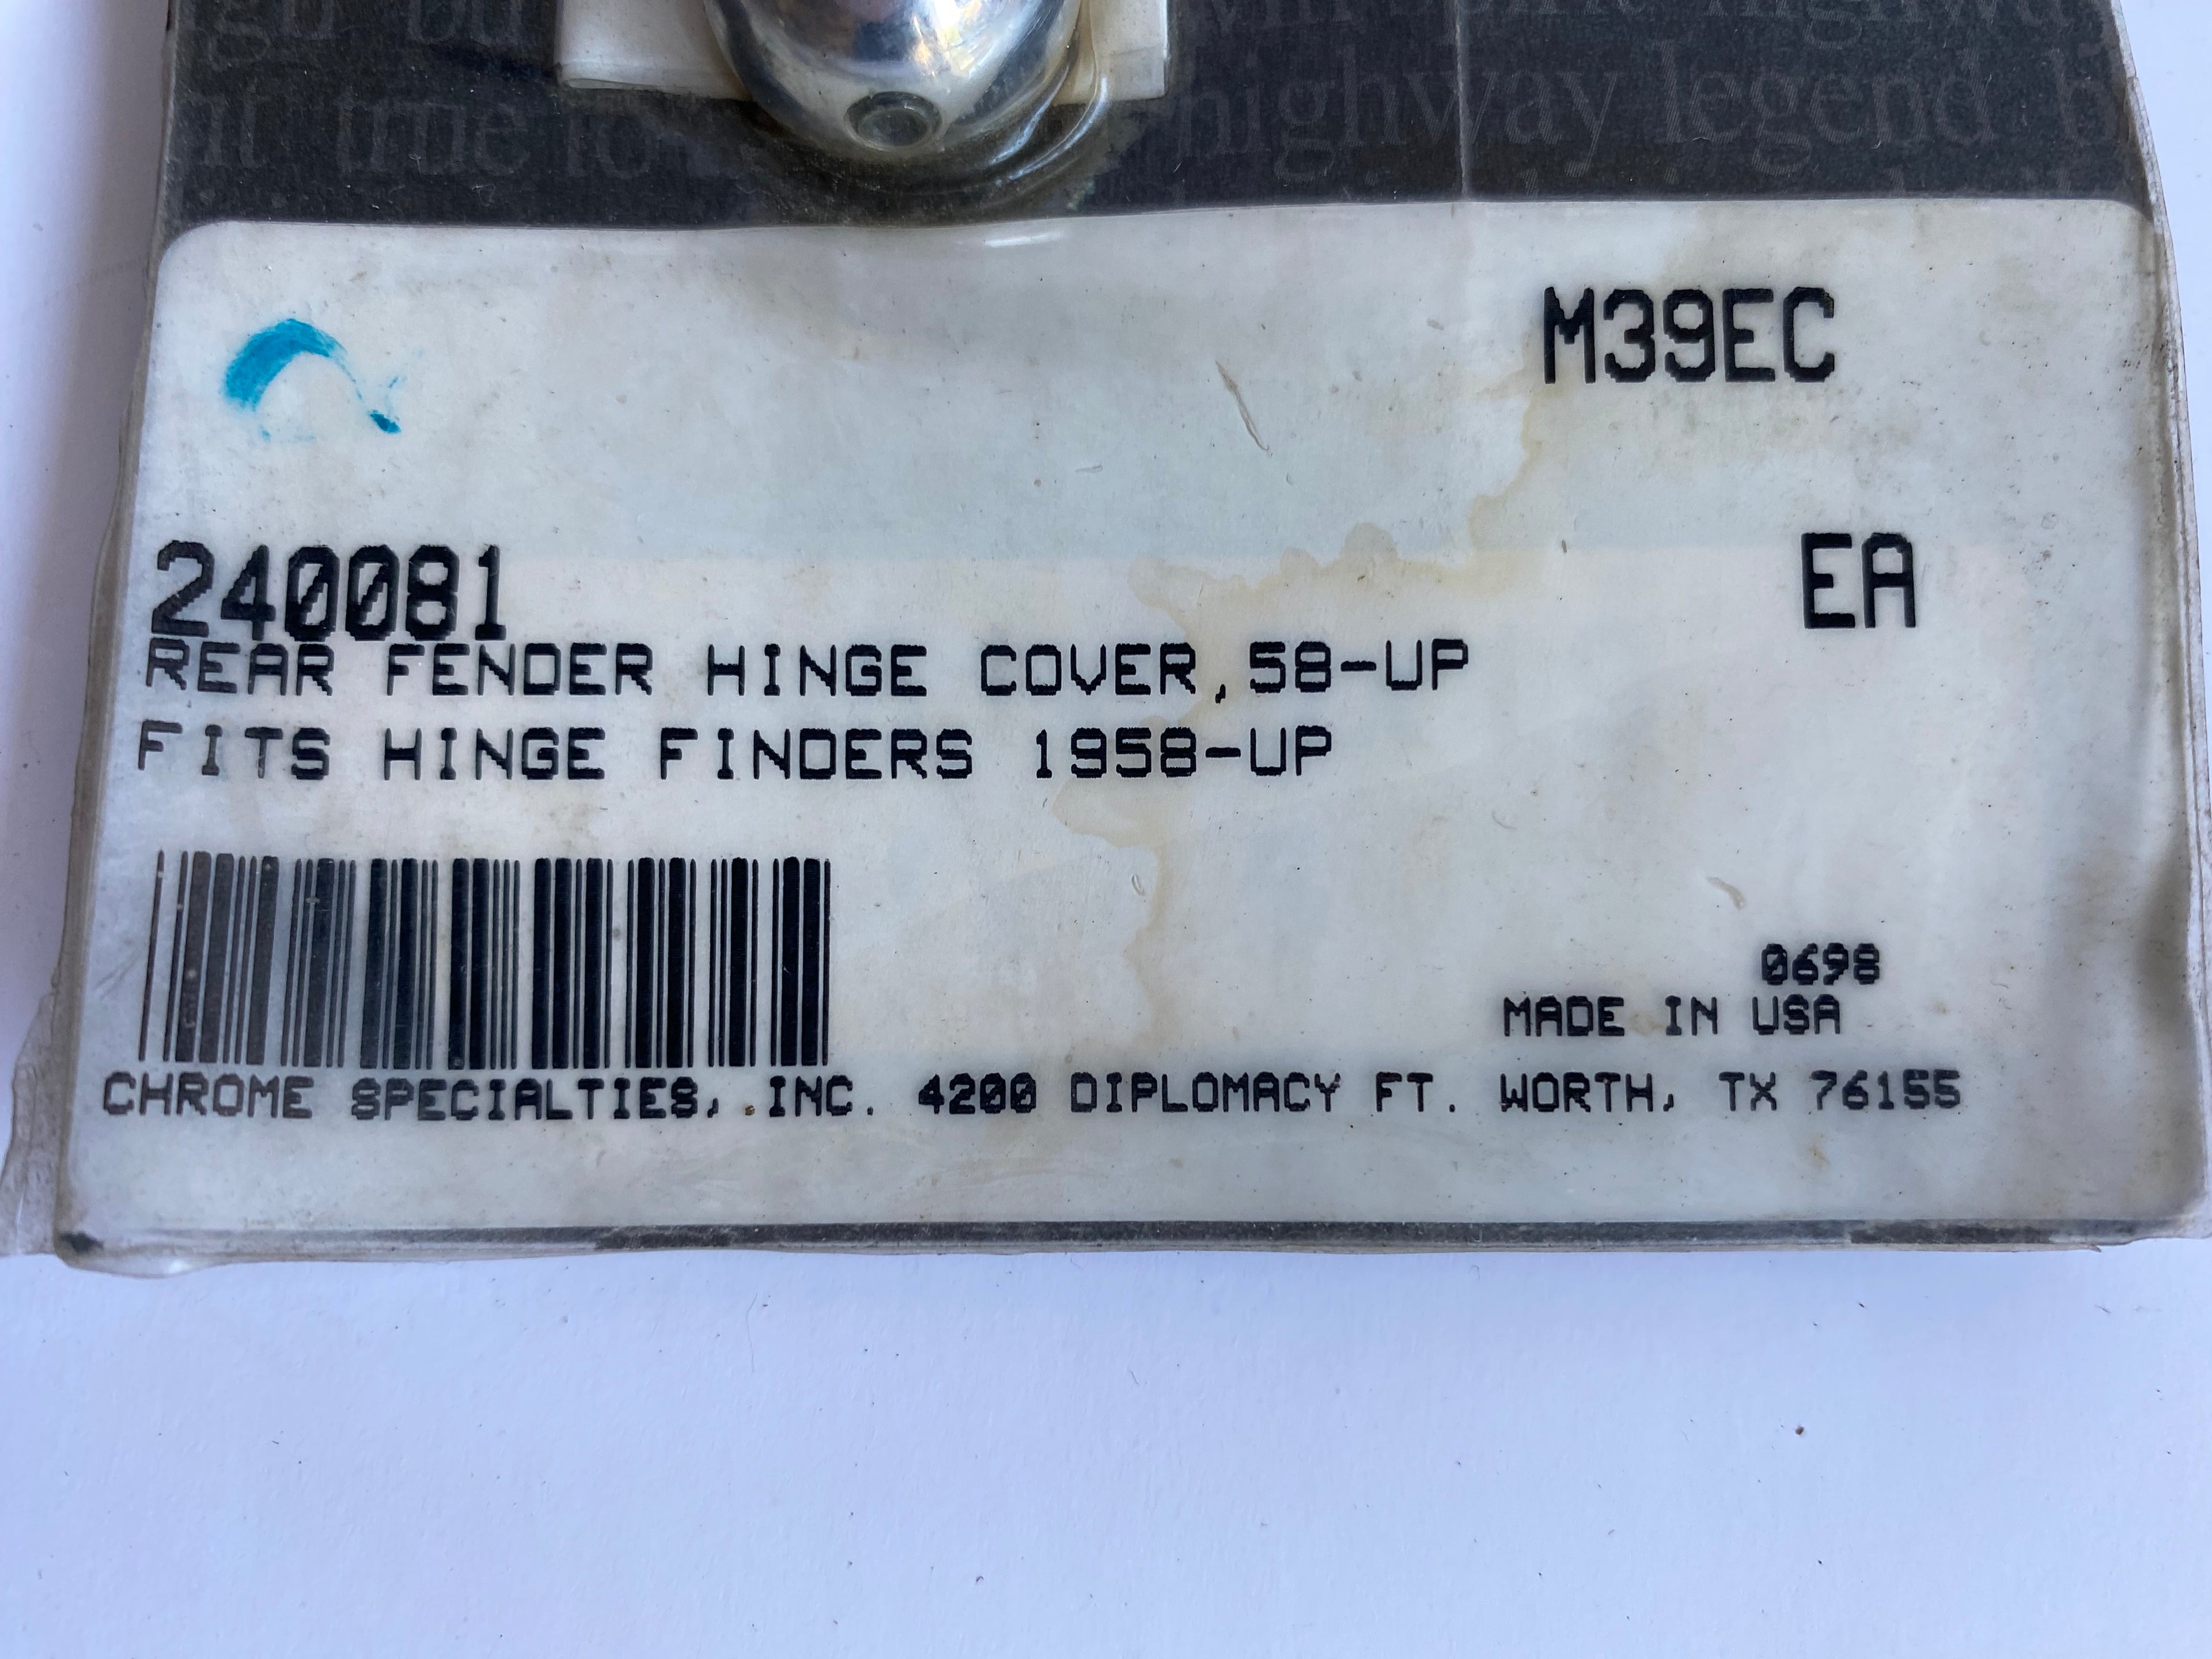 highway legend
M39EC
240081 EA
REAR FENDER HINGE COVER,58-UP
FITS HINGE FINDERS 1958-UP
0698
MADE IN USA
CHROME SPECIALTIES, INC. 4200 DIPLOMACY FT. WORTH, TX 76155